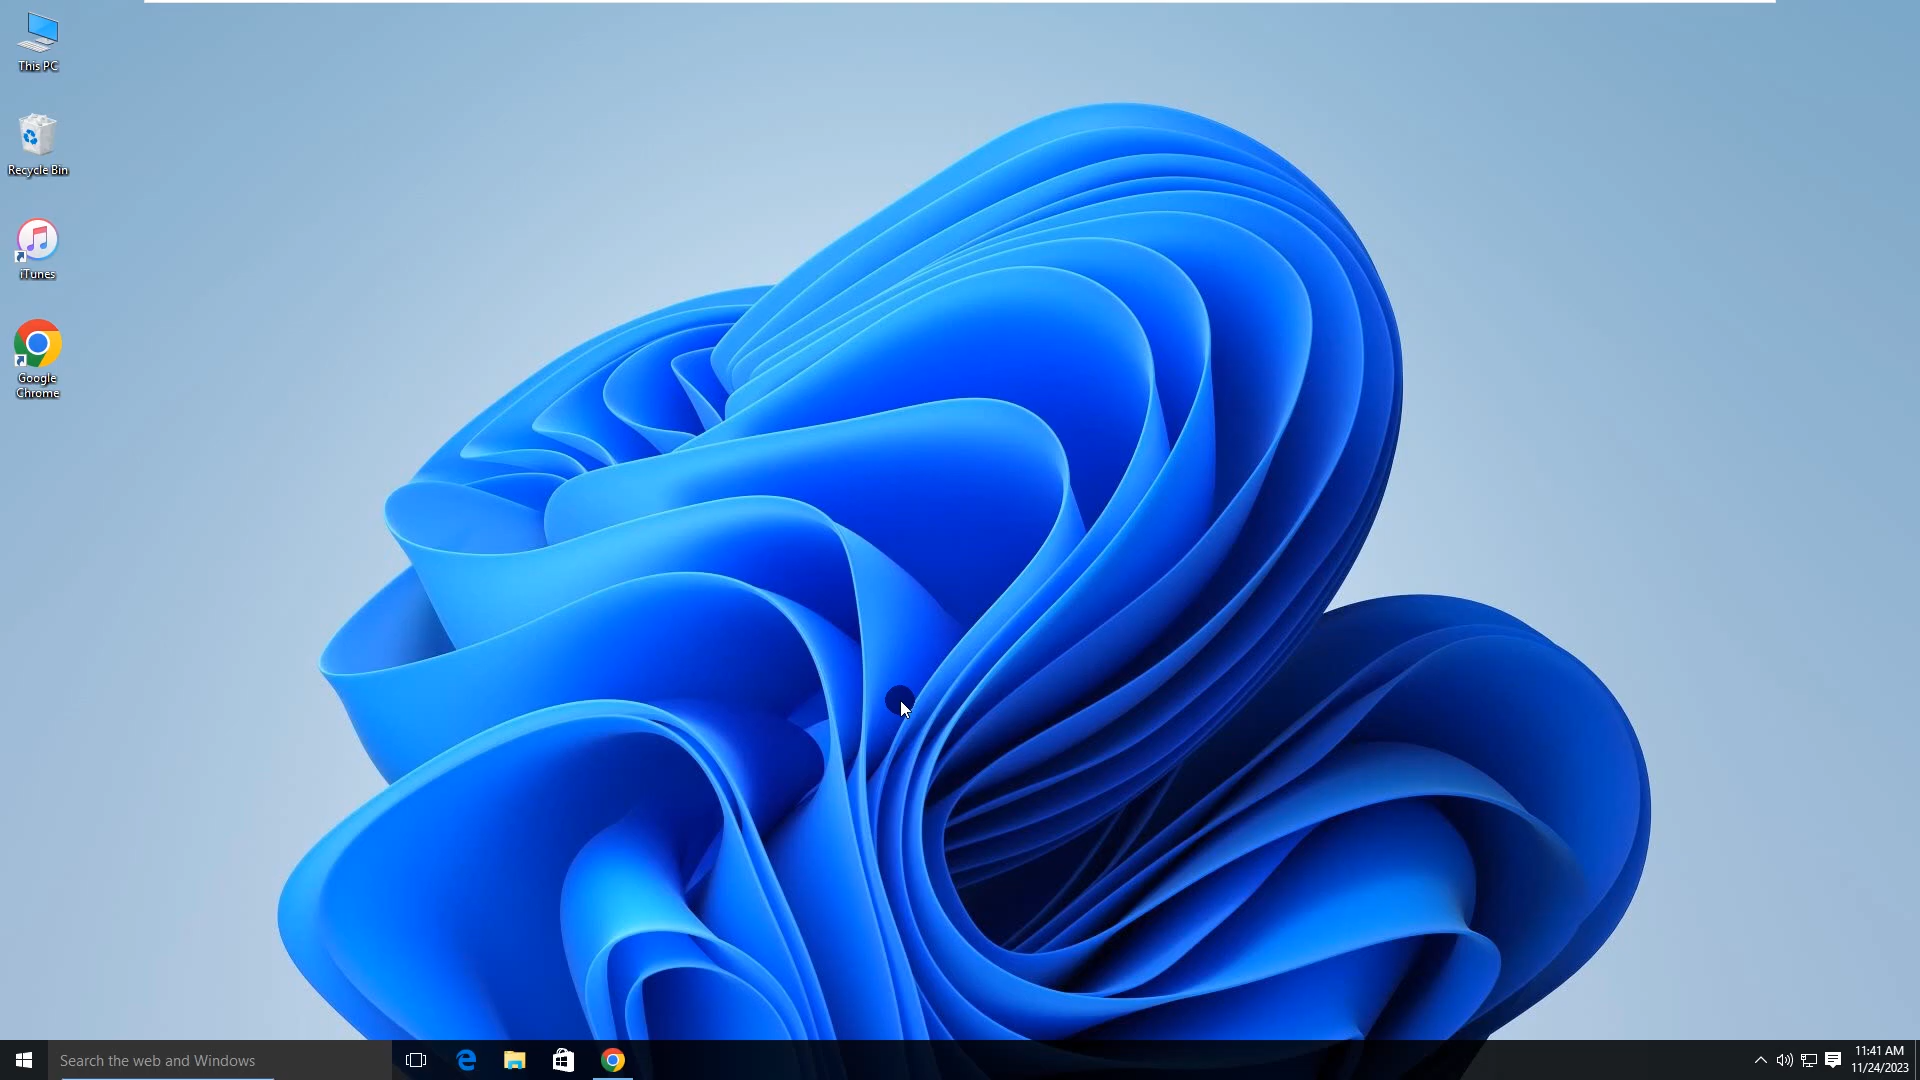 This PC
Recycle Bin
iTunes
Google
Chrome
Search the web and Windows
11:41 AM
11/24/2023